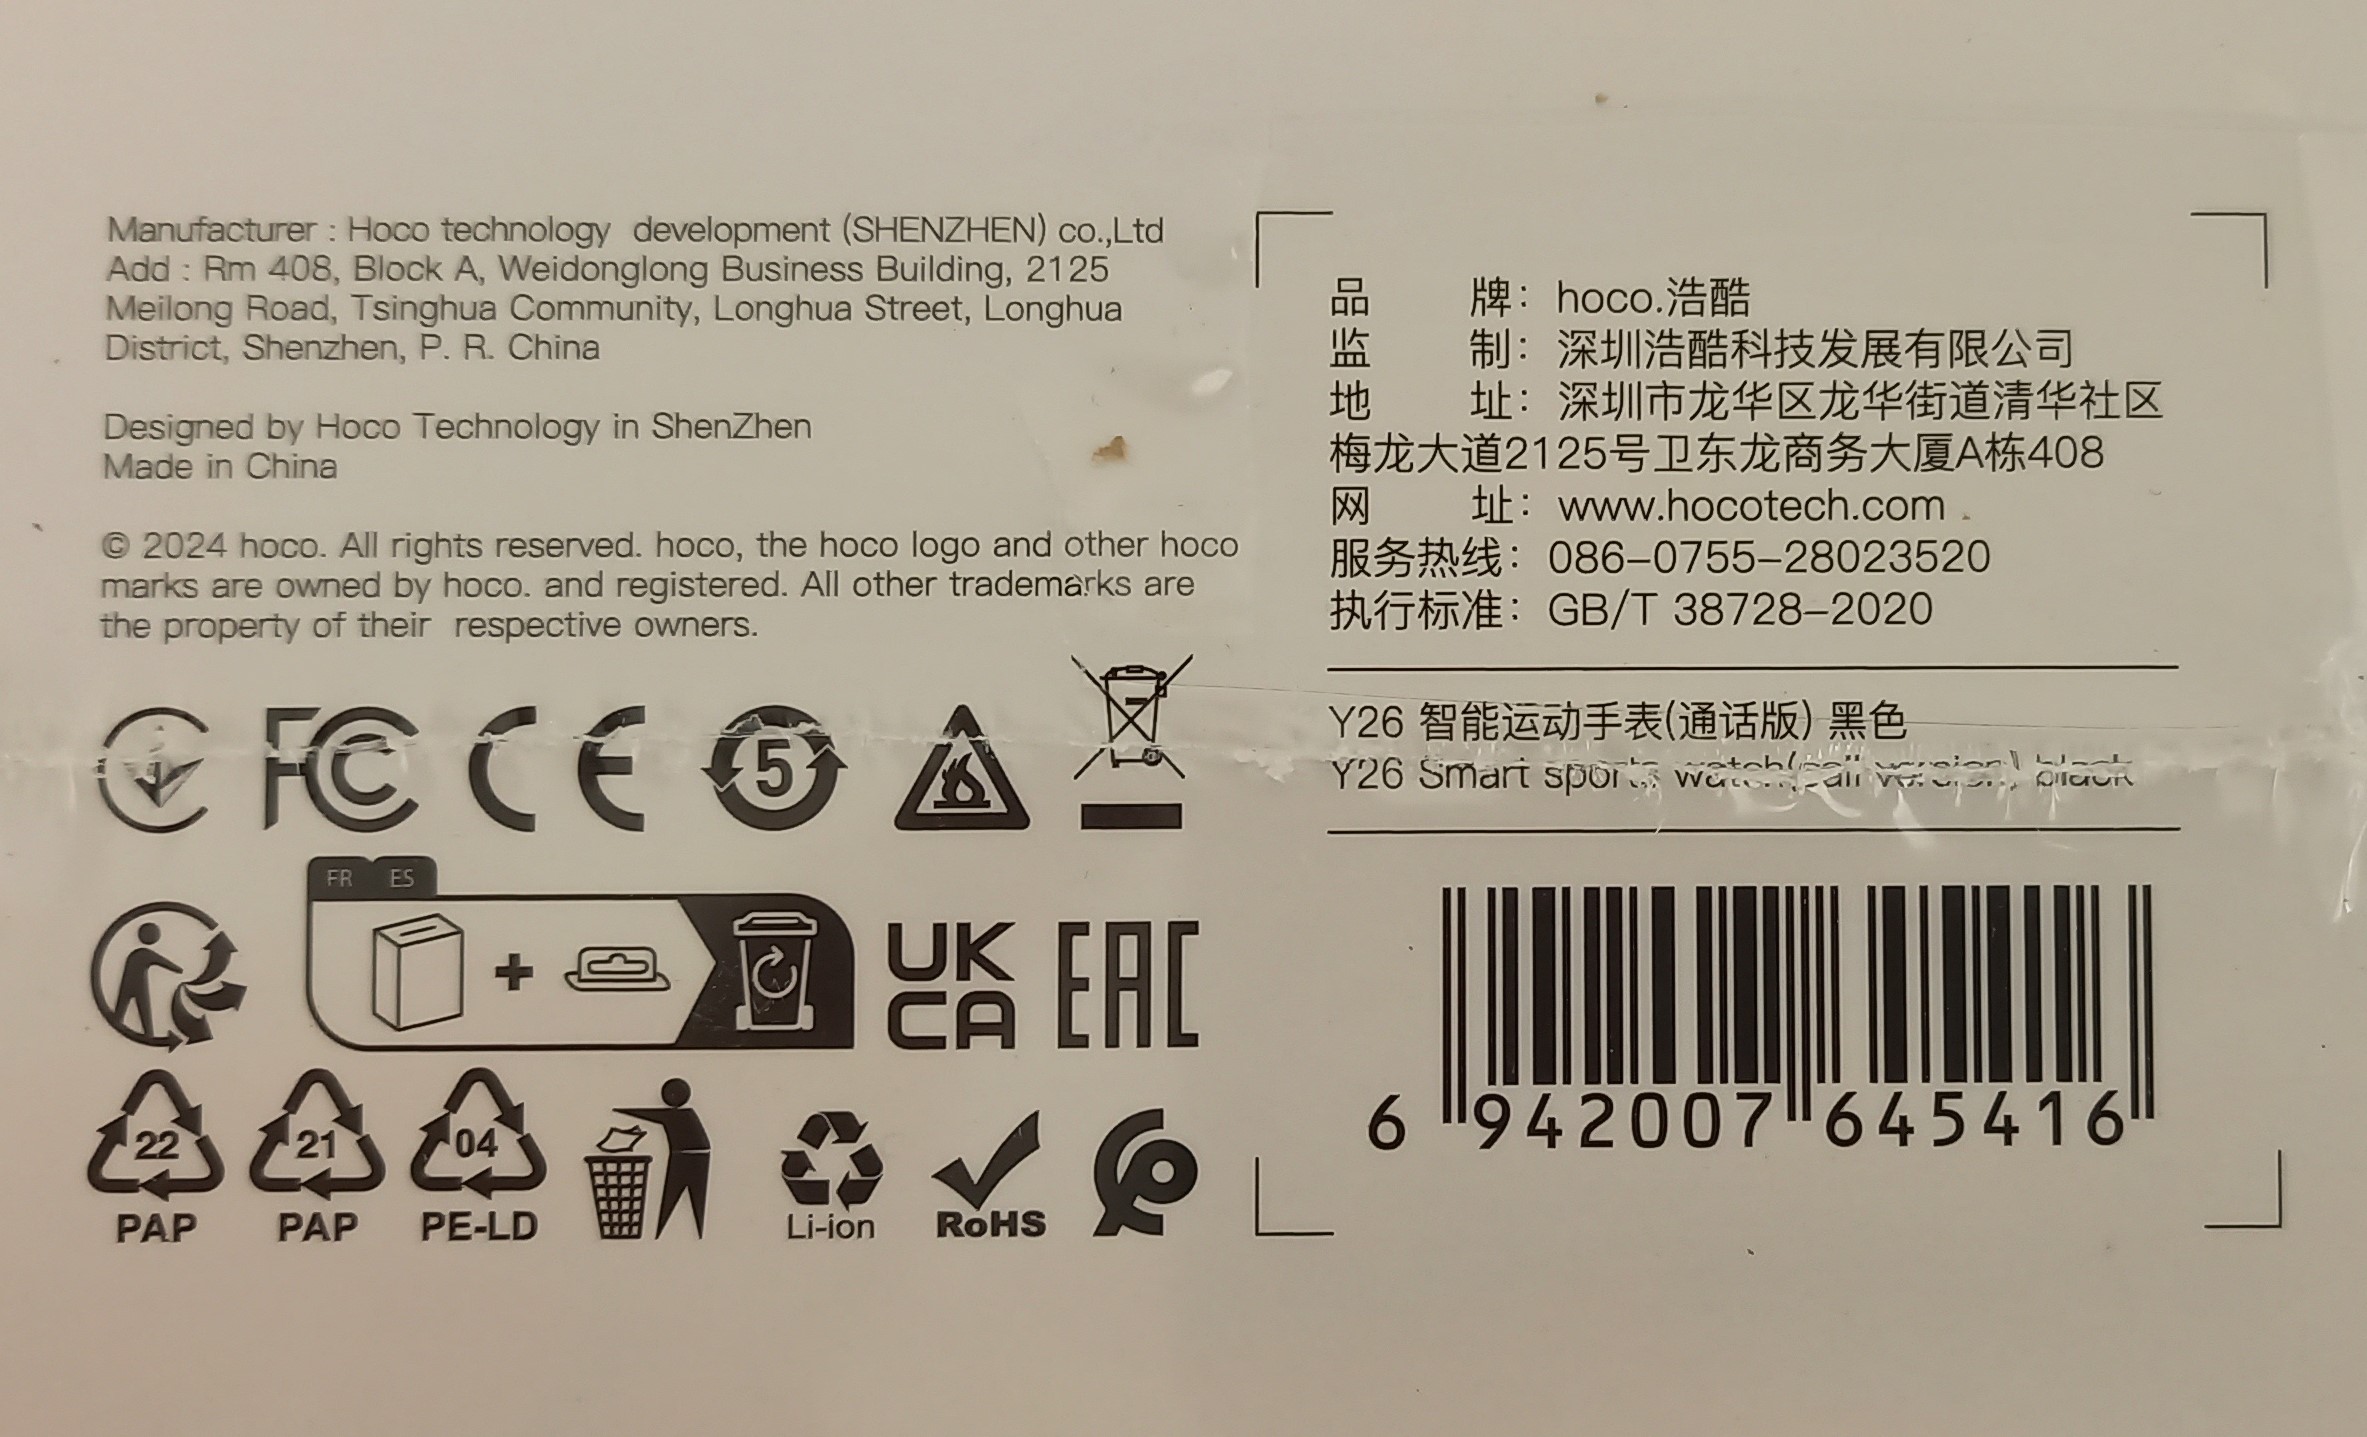 Manufacturer : Hoco technology development (SHENZHEN) co.,Ltd
Add : Rm 408, Block A, Weidonglong Business Building, 2125
Meilong Road, Tsinghua Community, Longhua Street, Longhua
District, Shenzhen, P. R. China
Designed by Hoco Technology in ShenZhen
Made in China
© 2024 hoco. All rights reserved. hoco, the hoco logo and other hoco
marks are owned by hoco. and registered. All other trademarks are
the property of their respective owners.
FC CE 5
FR ES
UK
CA
EAC
22 21 04
PAP PAP PE-LD Li-ion RoHS
品 牌：hoco.浩酷
监 制：深圳浩酷科技发展有限公司
地 址：深圳市龙华区龙华街道清华社区
梅龙大道2125号卫东龙商务大厦A栋408
网 址：www.hocotech.com
服务热线：086-0755-28023520
执行标准：GB/T 38728-2020
Y26 智能运动手表(通话版) 黑色
Y26 Smart sports watch(call version) black
6 942007 645416